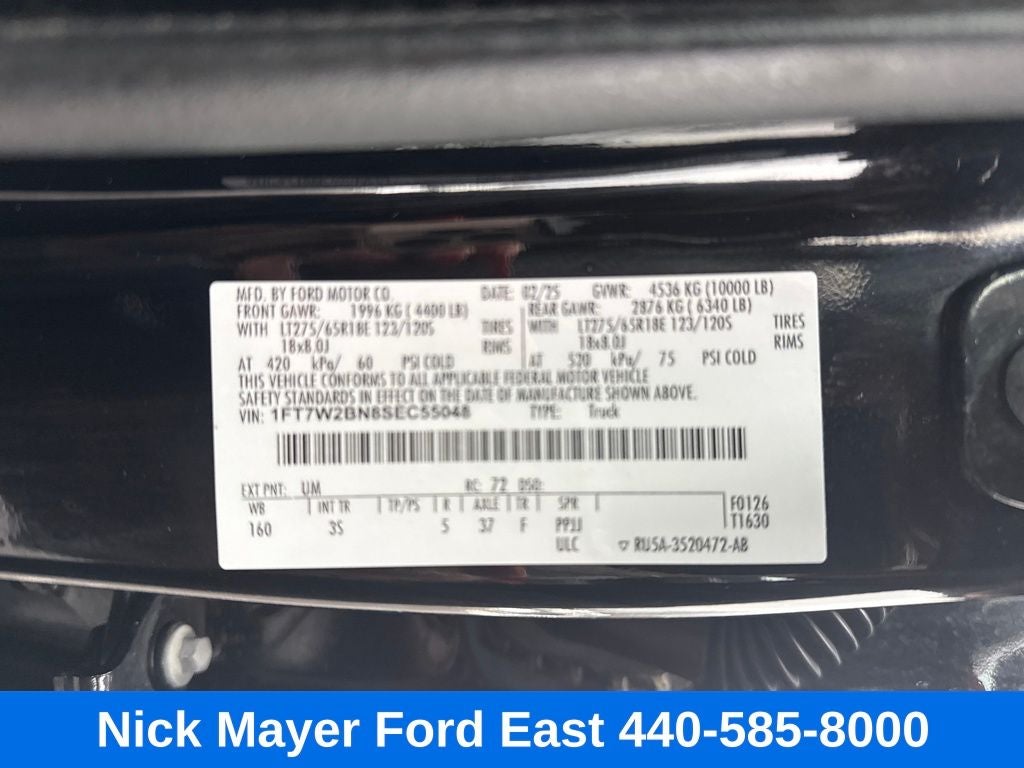 MFD. BY FORD MOTOR CO. DATE: 02/25 GVWR: 4536 KG (10000 LB)
FRONT GAWR: 1996 KG ( 4400 LB) REAR GAWR: 2876 KG ( 6340 LB)
WITH LT275/65R18E 123/120S TIRES WITH LT275/65R18E 123/120S TIRES
18x8.0J RIMS 18x8.0J RIMS
AT 420 kPa/ 60 PSI COLD AT 520 kPa/ 75 PSI COLD
THIS VEHICLE CONFORMS TO ALL APPLICABLE FEDERAL MOTOR VEHICLE
SAFETY STANDARDS IN EFFECT ON THE DATE OF MANUFACTURE SHOWN ABOVE.
VIN: 1FT7W2BN8SEC55048 TYPE: Truck
EXT PNT: UM RC: 72 DSO:
WB INT TR TP/PS R AXLE TR SPR F0126
160 3S 5 37 F PPJJ T1630
ULC ▽ RU5A-3520472-AB
Nick Mayer Ford East 440-585-8000